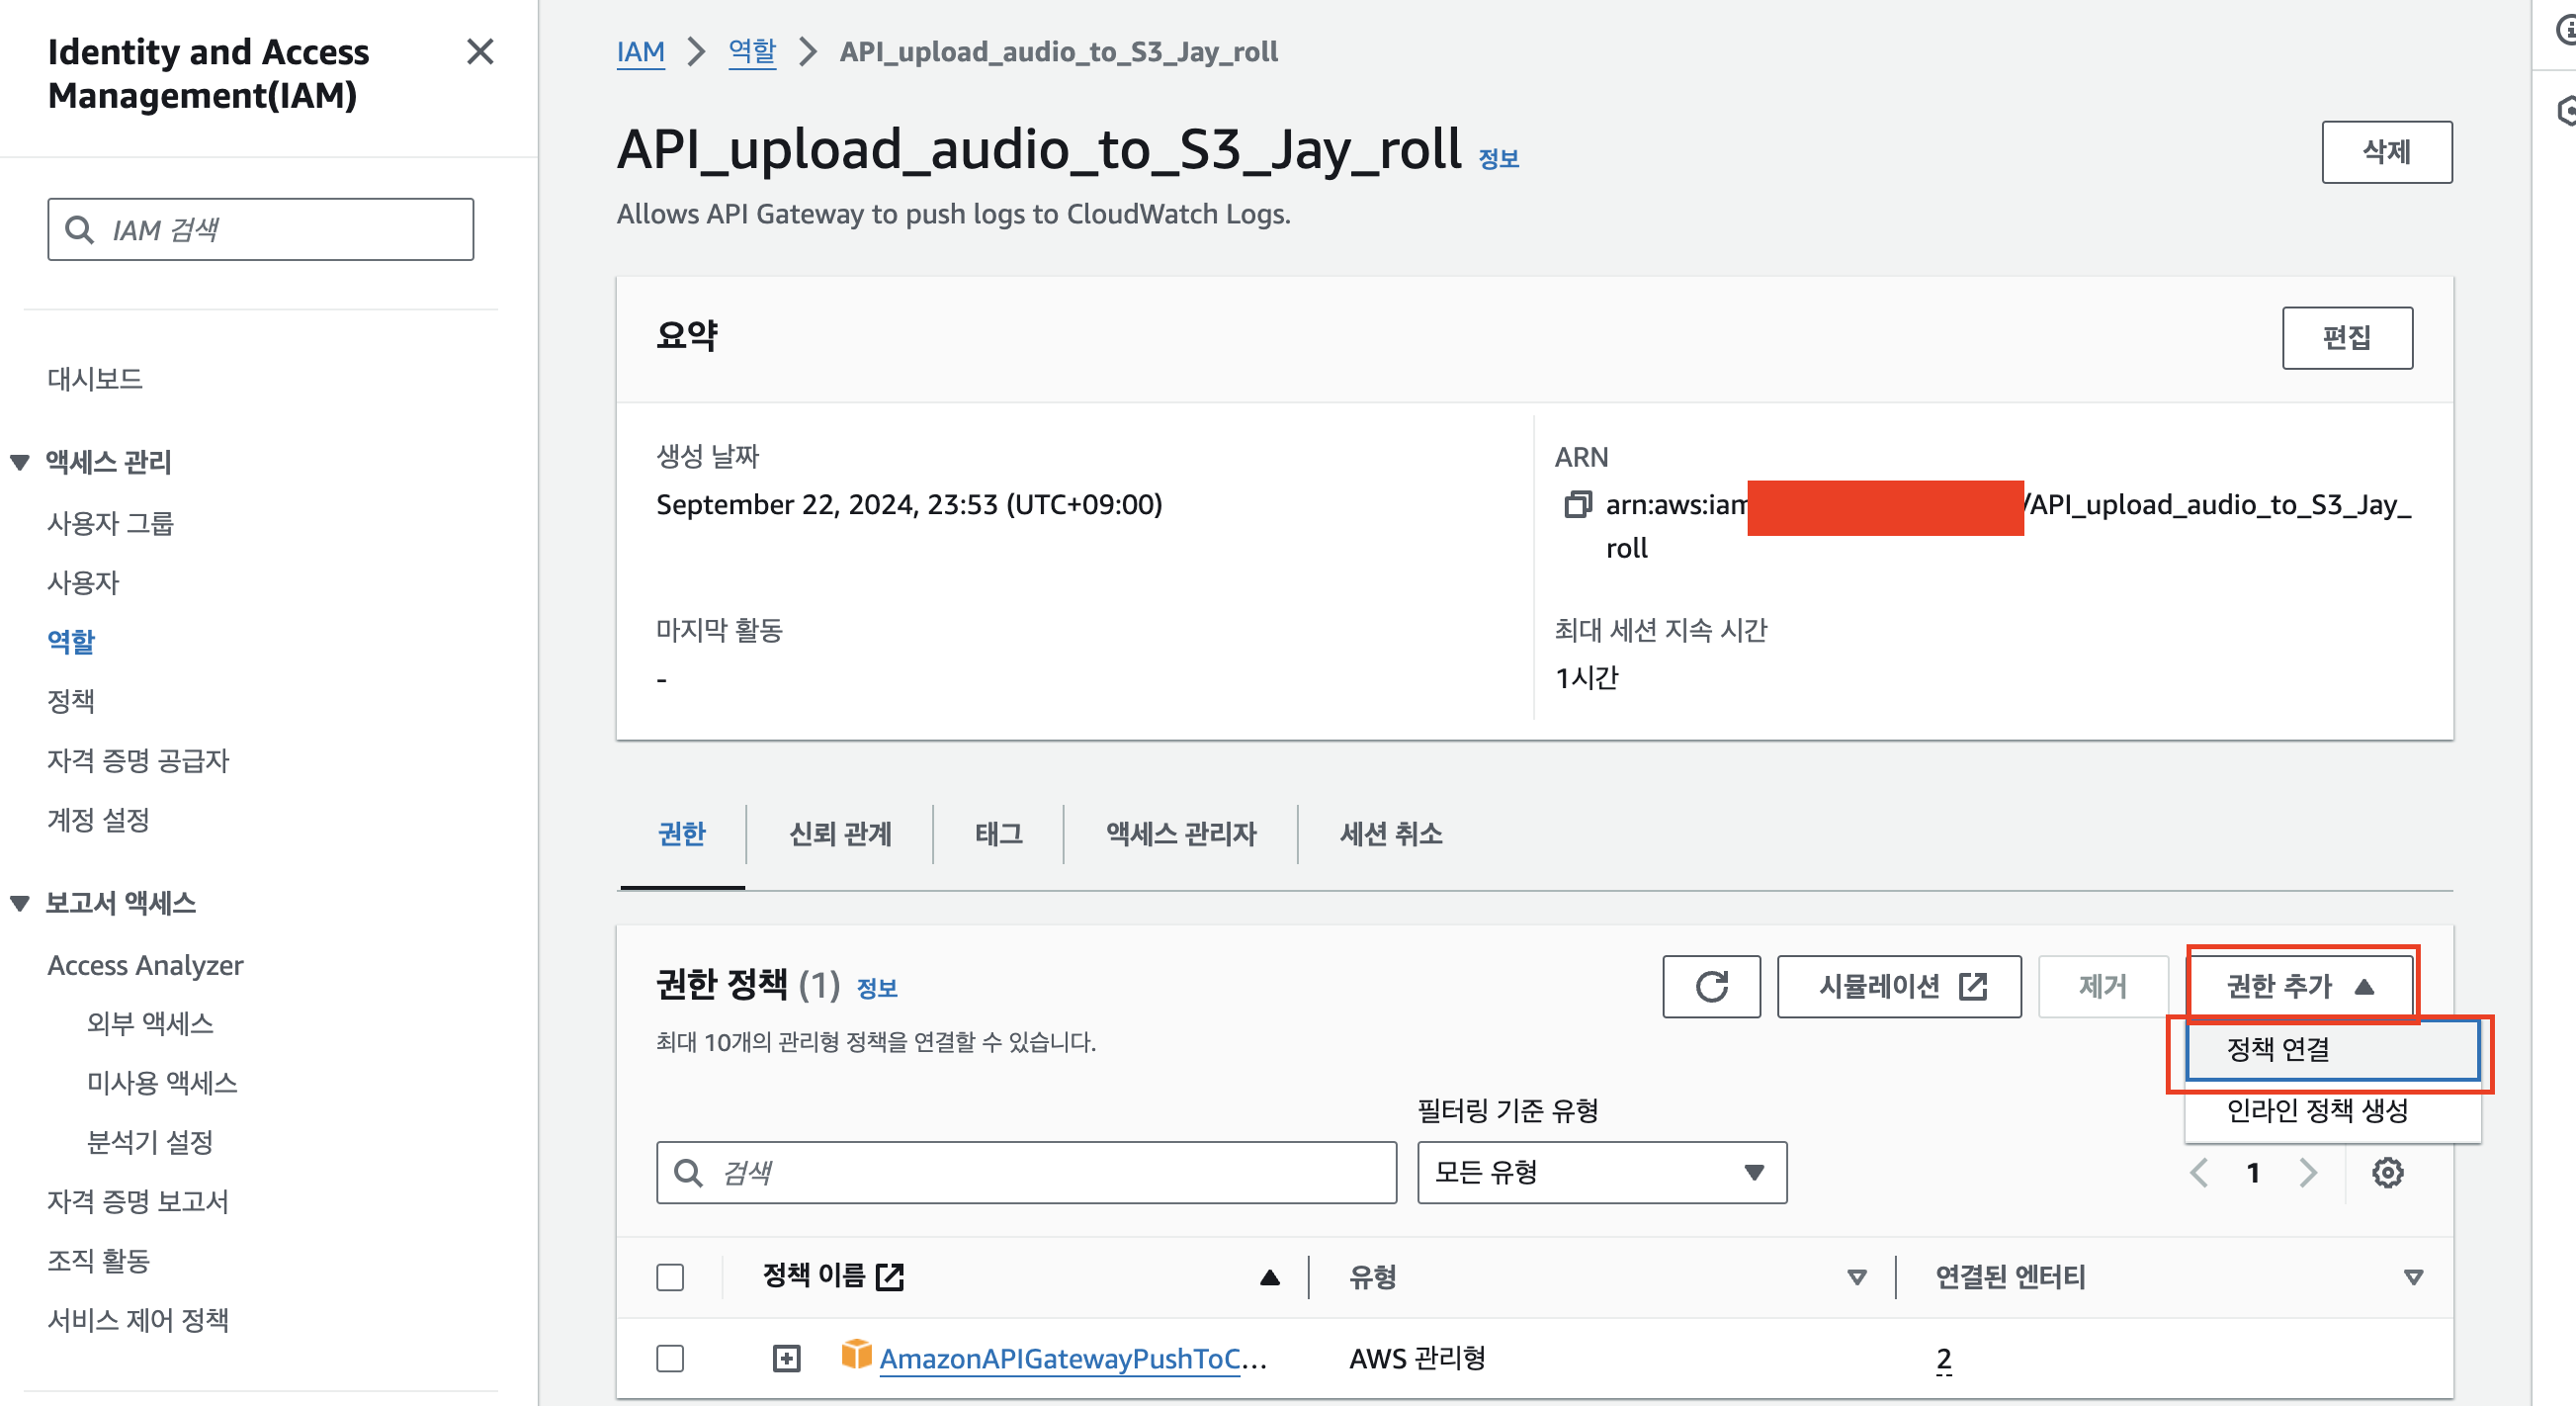 Identity and Access
Management(IAM)
IAM 검색
대시보드
액세스 관리
사용자 그룹
사용자
역할
정책
자격 증명 공급자
계정 설정
보고서 액세스
Access Analyzer
외부 액세스
미사용 액세스
분석기 설정
자격 증명 보고서
조직 활동
서비스 제어 정책
IAM
역할
API_upload_audio_to_S3_Jay_roll
API_upload_audio_to_S3_Jay_roll 정보
삭제
Allows API Gateway to push logs to CloudWatch Logs.
요약
편집
생성 날짜
September 22, 2024, 23:53 (UTC+09:00)
ARN
arn:aws:iam /API_upload_audio_to_S3_Jay_
roll
마지막 활동
-
최대 세션 지속 시간
1시간
권한
신뢰 관계
태그
액세스 관리자
세션 취소
권한 정책 (1) 정보
시뮬레이션
제거
권한 추가
최대 10개의 관리형 정책을 연결할 수 있습니다.
정책 연결
인라인 정책 생성
필터링 기준 유형
검색
모든 유형
1
정책 이름
유형
연결된 엔터티
AmazonAPIGatewayPushToC...
AWS 관리형
2